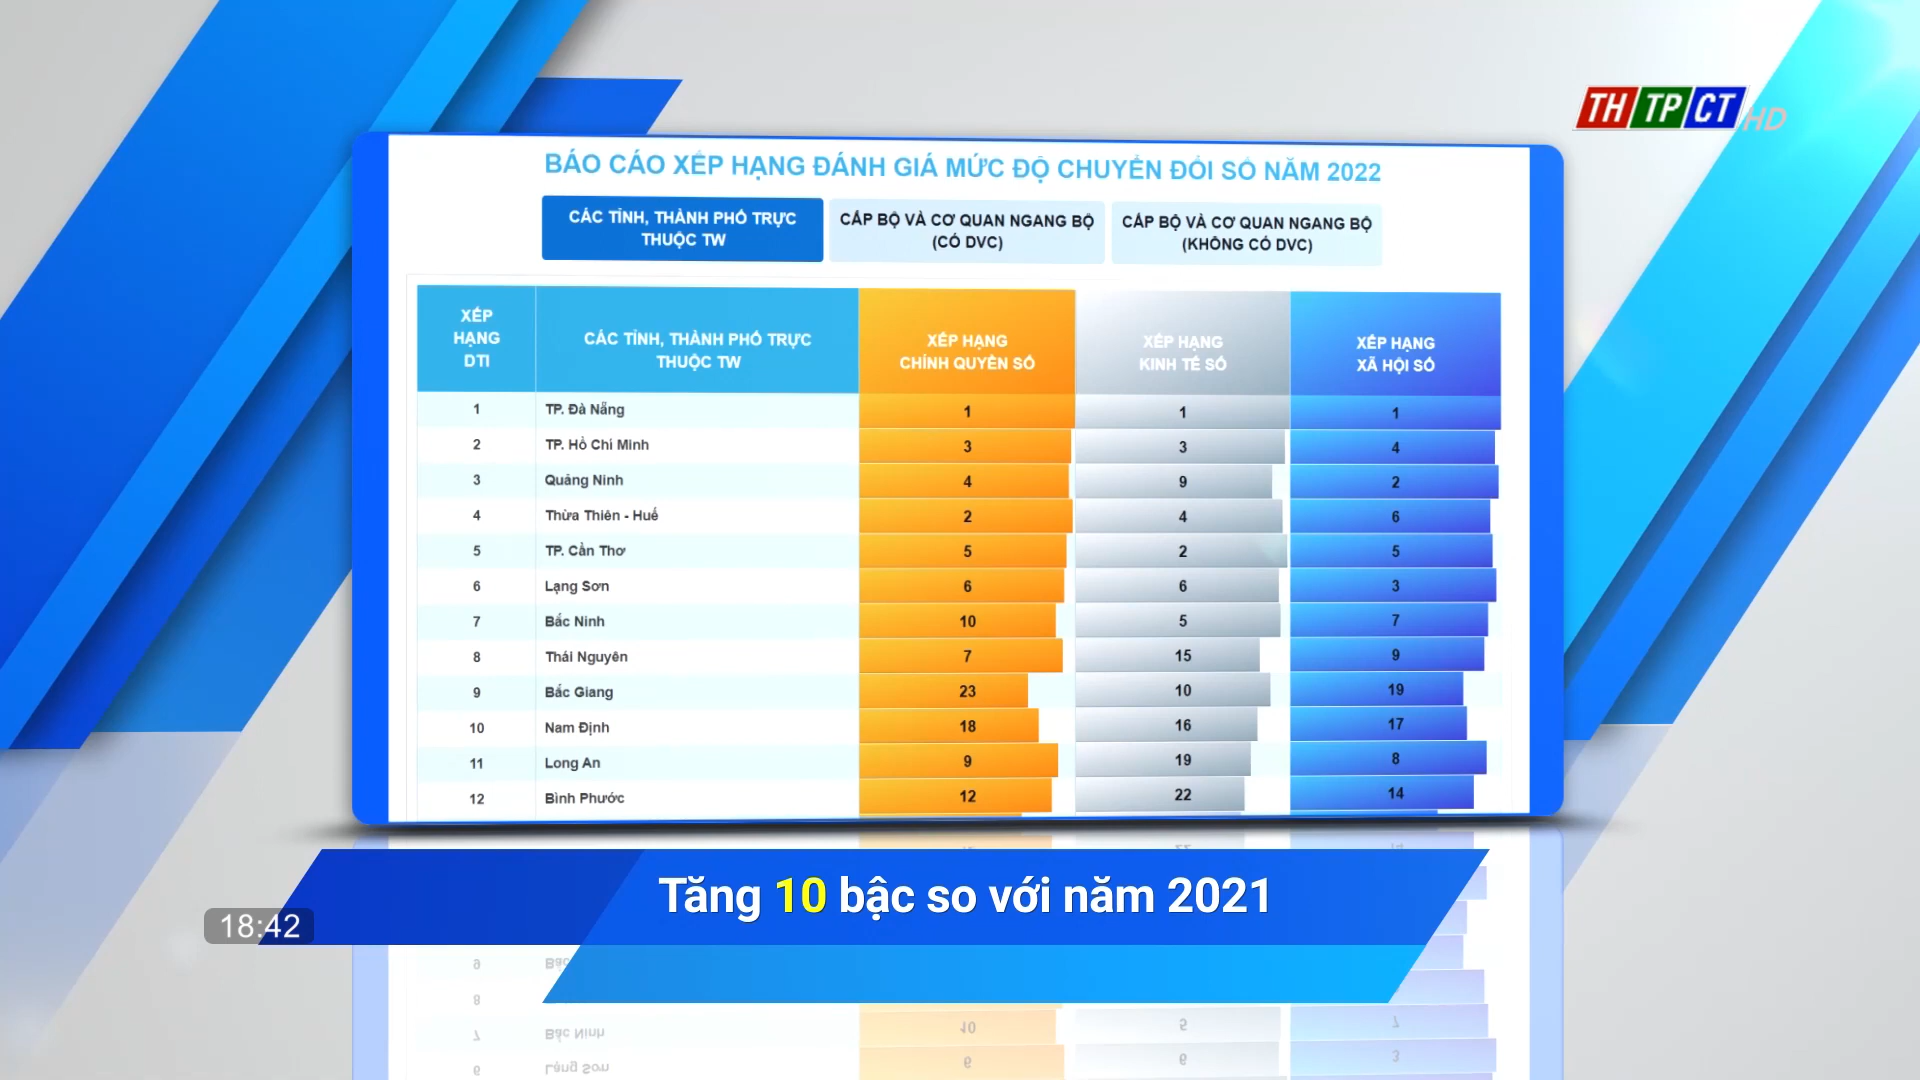 TH TP CT HD
BÁO CÁO XẾP HẠNG ĐÁNH GIÁ MỨC ĐỘ CHUYỂN ĐỔI SỐ NĂM 2022
CÁC TỈNH, THÀNH PHỐ TRỰC
THUỘC TW
CẤP BỘ VÀ CƠ QUAN NGANG BỘ
(CÓ DVC)
CẤP BỘ VÀ CƠ QUAN NGANG BỘ
(KHÔNG CÓ DVC)
XẾP
HẠNG
DTI
CÁC TỈNH, THÀNH PHỐ TRỰC
THUỘC TW
XẾP HẠNG
CHÍNH QUYỀN SỐ
XẾP HẠNG
KINH TẾ SỐ
XẾP HẠNG
XÃ HỘI SỐ
1 TP. Đà Nẵng 1 1 1
2 TP. Hồ Chí Minh 3 3 4
3 Quảng Ninh 4 9 2
4 Thừa Thiên - Huế 2 4 6
5 TP. Cần Thơ 5 2 5
6 Lạng Sơn 6 6 3
7 Bắc Ninh 10 5 7
8 Thái Nguyên 7 15 9
9 Bắc Giang 23 10 19
10 Nam Định 18 16 17
11 Long An 9 19 8
12 Bình Phước 12 22 14
Tăng 10 bậc so với năm 2021
18:42